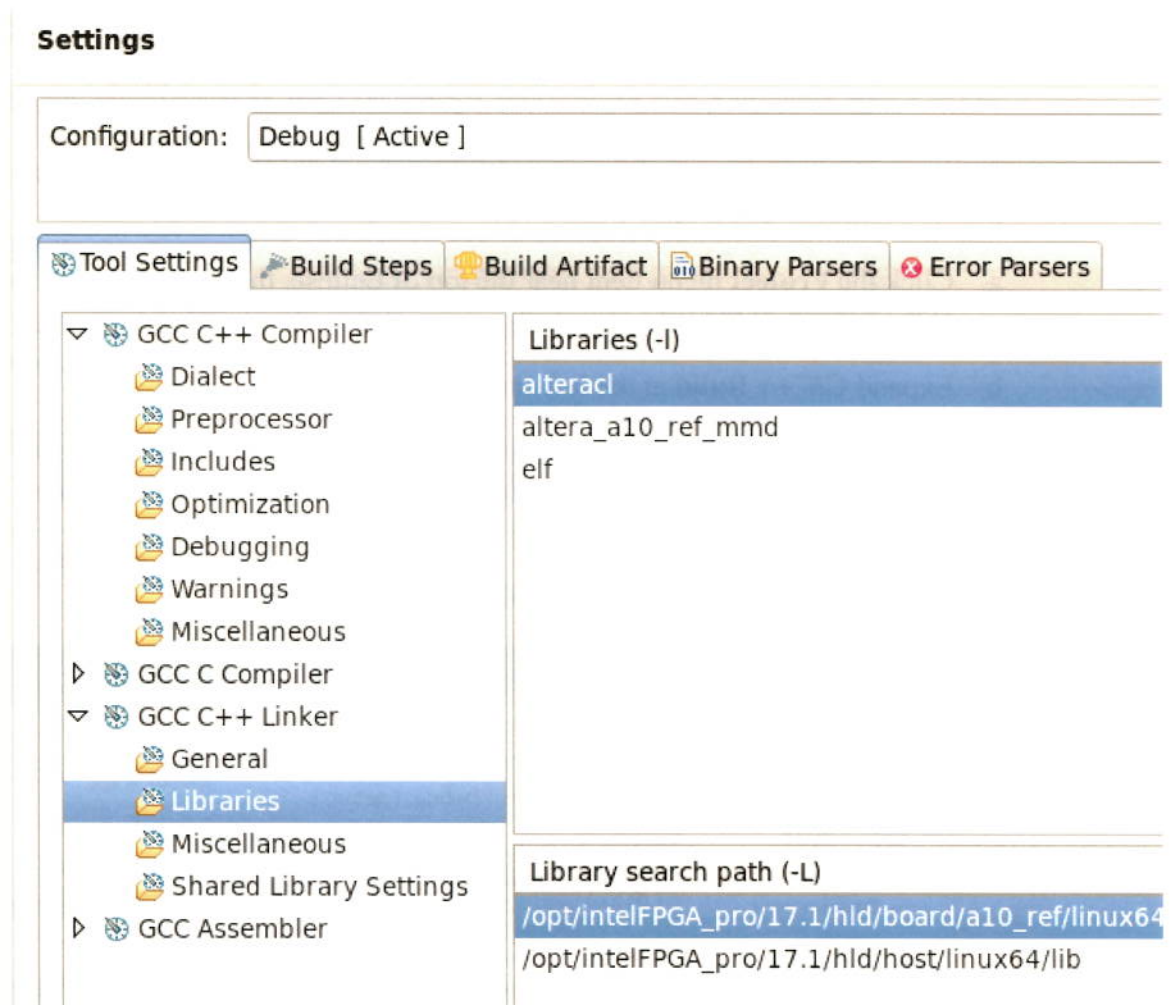 Settings
Configuration:
Debug [ Active ]
Tool Settings
Build Steps
Build Artifact
Binary Parsers
Error Parsers
GCC C++ Compiler
Dialect
Preprocessor
Includes
Optimization
Debugging
Warnings
Miscellaneous
GCC C Compiler
GCC C++ Linker
General
Libraries
Miscellaneous
Shared Library Settings
GCC Assembler
Libraries (-l)
alteracl
altera_a10_ref_mmd
elf
Library search path (-L)
/opt/intelFPGA_pro/17.1/hld/board/a10_ref/linux64
/opt/intelFPGA_pro/17.1/hld/host/linux64/lib